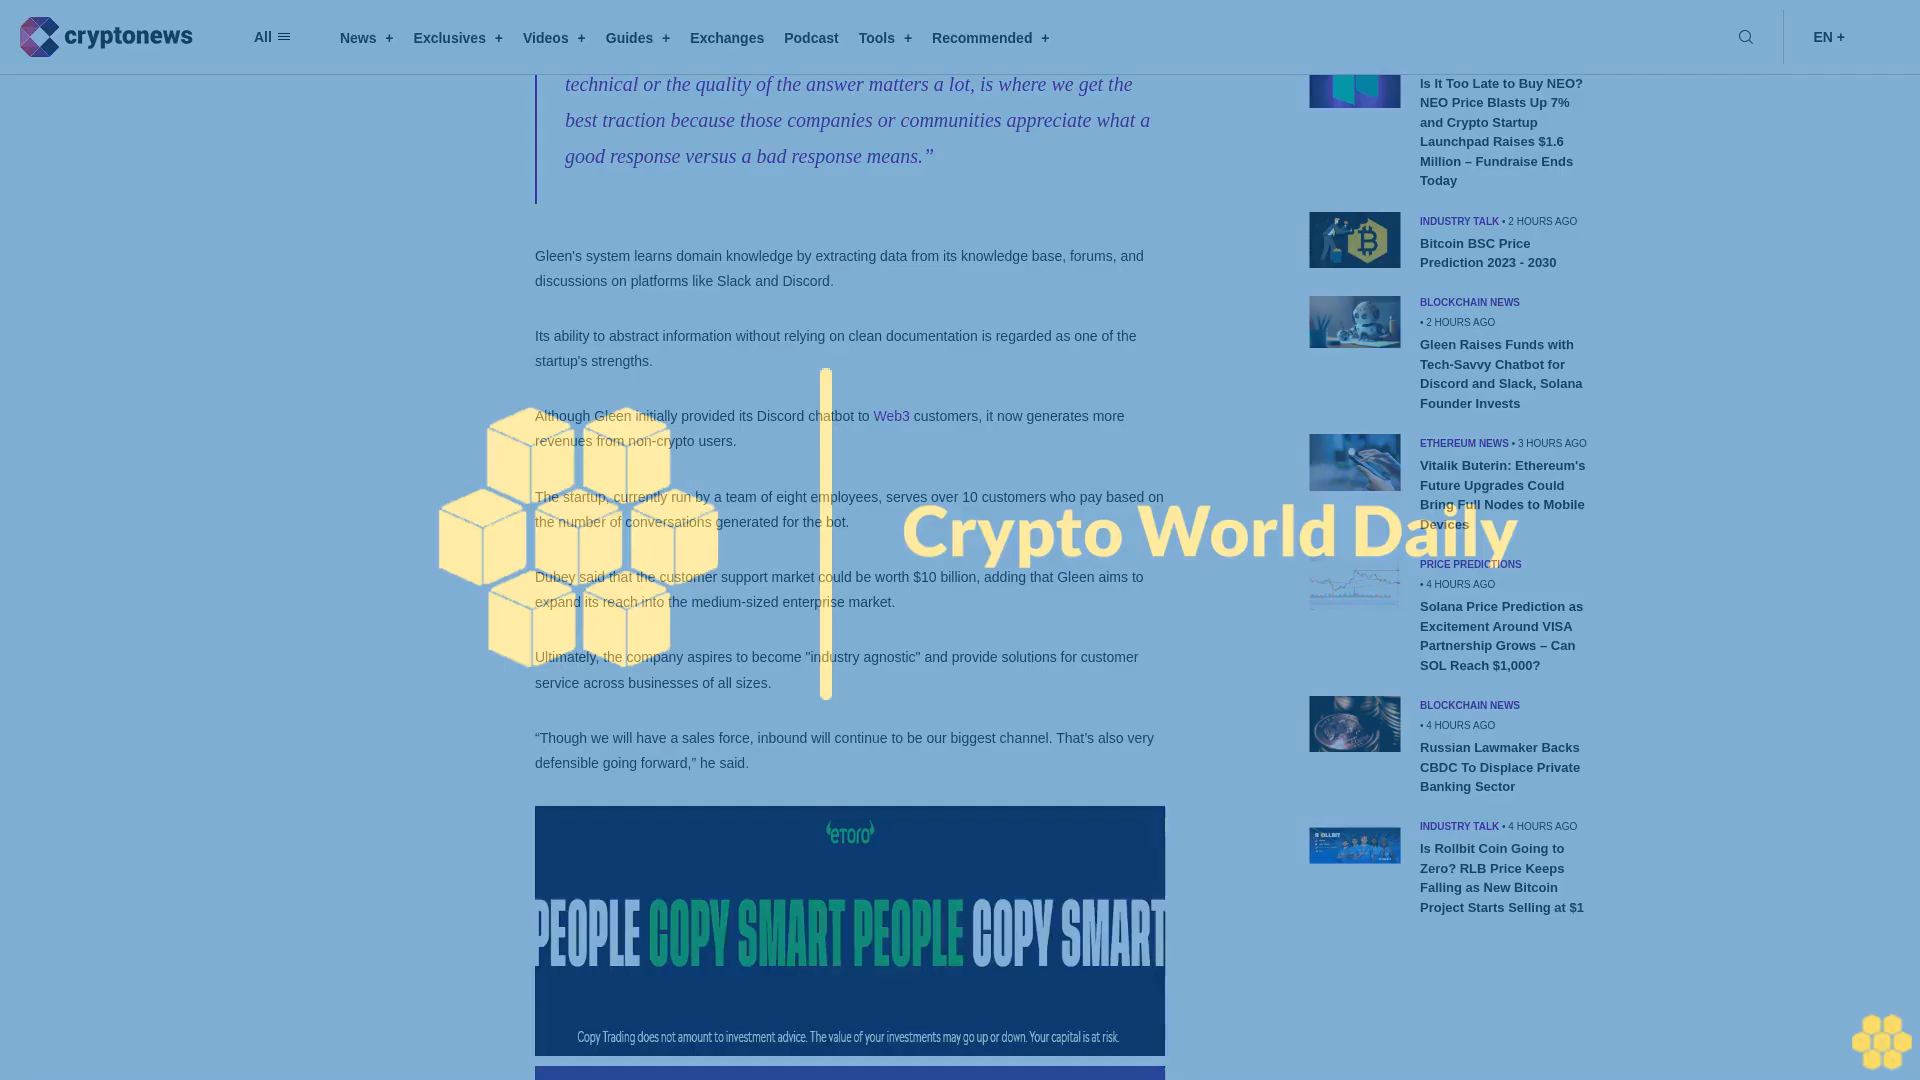 cryptonews
All
News +
Exclusives +
Videos +
Guides +
Exchanges
Podcast
Tools +
Recommended +
EN +
technical or the quality of the answer matters a lot, is where we get the
best traction because those companies or communities appreciate what a
good response versus a bad response means.”
Gleen's system learns domain knowledge by extracting data from its knowledge base, forums, and
discussions on platforms like Slack and Discord.
Its ability to abstract information without relying on clean documentation is regarded as one of the
startup's strengths.
Although Gleen initially provided its Discord chatbot to Web3 customers, it now generates more
revenues from non-crypto users.
The startup, currently run by a team of eight employees, serves over 10 customers who pay based on
the number of conversations generated for the bot.
Dubey said that the customer support market could be worth $10 billion, adding that Gleen aims to
expand its reach into the medium-sized enterprise market.
Ultimately, the company aspires to become "industry agnostic" and provide solutions for customer
service across businesses of all sizes.
“Though we will have a sales force, inbound will continue to be our biggest channel. That’s also very
defensible going forward,” he said.
eToro
PEOPLE COPY SMART PEOPLE COPY SMART
Copy Trading does not amount to investment advice. The value of your investments may go up or down. Your capital is at risk.
Crypto World Daily
Is It Too Late to Buy NEO?
NEO Price Blasts Up 7%
and Crypto Startup
Launchpad Raises $1.6
Million – Fundraise Ends
Today
INDUSTRY TALK • 2 HOURS AGO
Bitcoin BSC Price
Prediction 2023 - 2030
BLOCKCHAIN NEWS
• 2 HOURS AGO
Gleen Raises Funds with
Tech-Savvy Chatbot for
Discord and Slack, Solana
Founder Invests
ETHEREUM NEWS • 3 HOURS AGO
Vitalik Buterin: Ethereum's
Future Upgrades Could
Bring Full Nodes to Mobile
Devices
PRICE PREDICTIONS
• 4 HOURS AGO
Solana Price Prediction as
Excitement Around VISA
Partnership Grows – Can
SOL Reach $1,000?
BLOCKCHAIN NEWS
• 4 HOURS AGO
Russian Lawmaker Backs
CBDC To Displace Private
Banking Sector
ROLLBIT
INDUSTRY TALK • 4 HOURS AGO
Is Rollbit Coin Going to
Zero? RLB Price Keeps
Falling as New Bitcoin
Project Starts Selling at $1